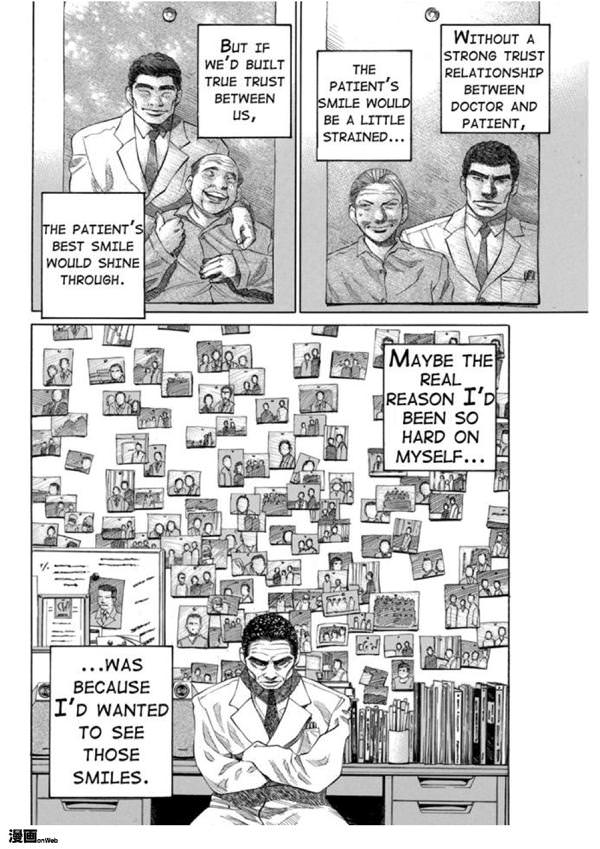 WITHOUT A
STRONG TRUST
RELATIONSHIP
BETWEEN
DOCTOR AND
PATIENT,
THE
PATIENT'S
SMILE WOULD
BE A LITTLE
STRAINED...
BUT IF
WE'D BUILT
TRUE TRUST
BETWEEN
US,
THE PATIENT'S
BEST SMILE
WOULD SHINE
THROUGH.
MAYBE THE
REAL
REASON I'D
BEEN SO
HARD ON
MYSELF...
...WAS
BECAUSE
I'D WANTED
TO SEE
THOSE
SMILES.
漫画onWeb